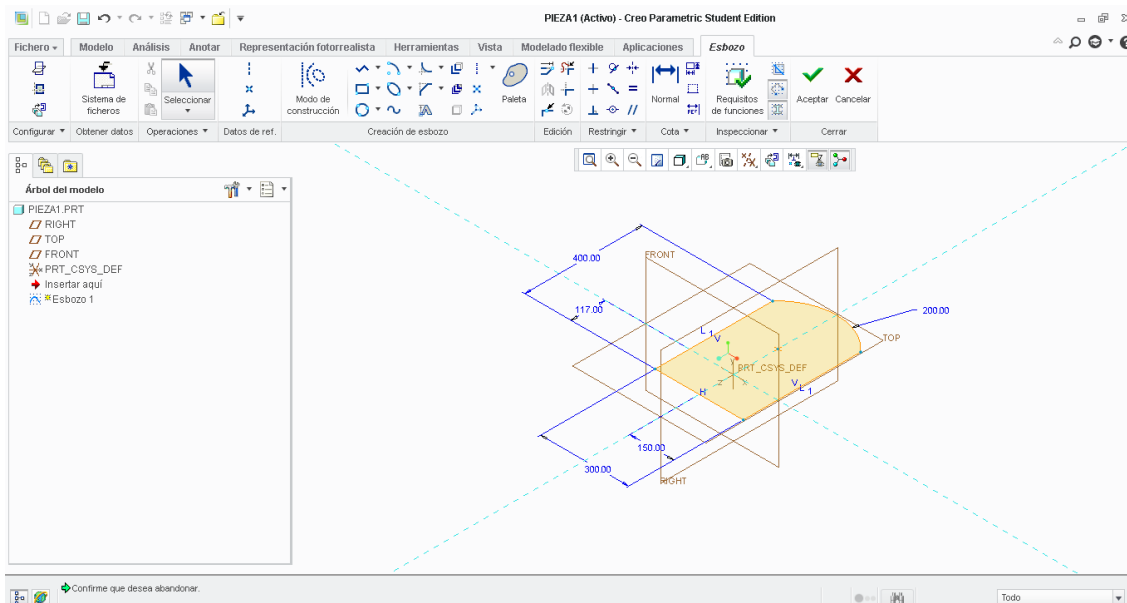 PIEZA1 (Activo) - Creo Parametric Student Edition
Fichero Modelo Análisis Anotar Representación fotorrealista Herramientas Vista Modelado flexible Aplicaciones Esbozo
Sistema de ficheros
Seleccionar
Modo de construcción
Paleta
Normal
Requisitos de funciones
Aceptar Cancelar
Configurar Obtener datos Operaciones Datos de ref. Creación de esbozo Edición Restringir Cota Inspeccionar Cerrar
Árbol del modelo
PIEZA1.PRT
RIGHT
TOP
FRONT
PRT_CSYS_DEF
Insertar aquí
Esbozo 1
400.00
FRONT
117.00
200.00
L 1
V
TOP
Y
PRT_CSYS_DEF
Z X
H
V
L 1
150.00
300.00
RIGHT
Confirme que desea abandonar.
Todo